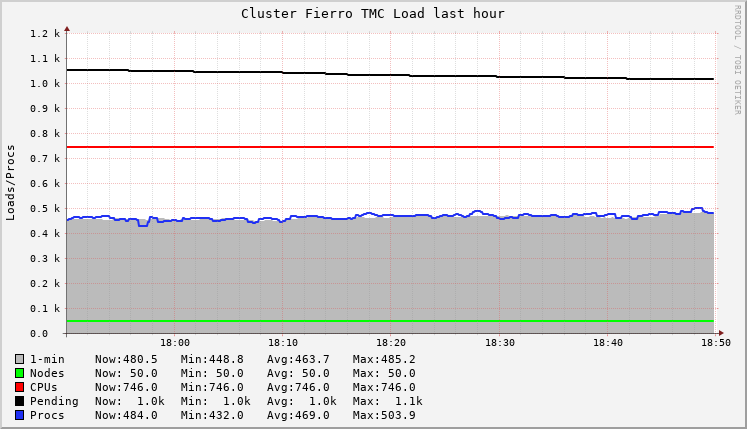 Cluster Fierro TMC Load last hour
RRDTOOL / TOBI OETIKER
Loads/Procs
1.2 k
1.1 k
1.0 k
0.9 k
0.8 k
0.7 k
0.6 k
0.5 k
0.4 k
0.3 k
0.2 k
0.1 k
0.0
18:00 18:10 18:20 18:30 18:40 18:50
1-min Now:480.5 Min:448.8 Avg:463.7 Max:485.2
Nodes Now: 50.0 Min: 50.0 Avg: 50.0 Max: 50.0
CPUs Now:746.0 Min:746.0 Avg:746.0 Max:746.0
Pending Now: 1.0k Min: 1.0k Avg: 1.0k Max: 1.1k
Procs Now:484.0 Min:432.0 Avg:469.0 Max:503.9